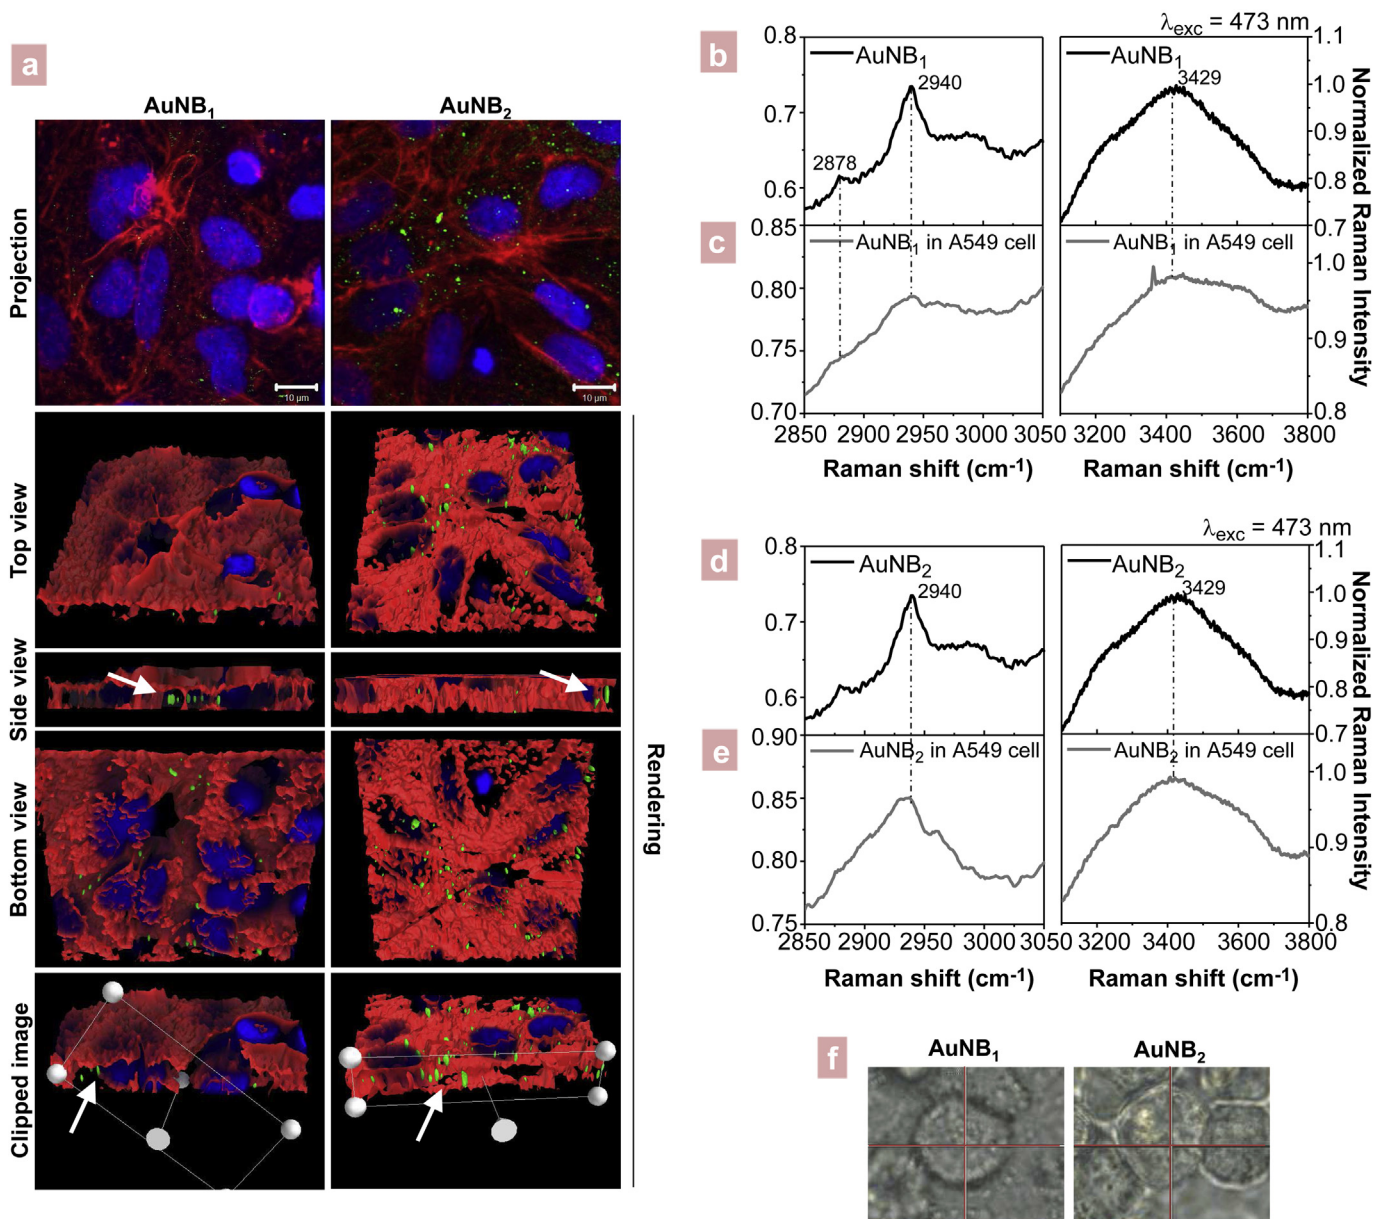 a
AuNB1
AuNB2
Projection
10 µm
10 µm
Top view
Side view
Bottom view
Clipped image
Rendering
b
λexc = 473 nm
0.8
0.7
0.6
AuNB1
2940
2878
AuNB1
3429
1.1
1.0
0.9
0.8
0.7
Normalized Raman Intensity
c
0.85
0.80
0.75
0.70
AuNB1 in A549 cell
AuNB1 in A549 cell
1.0
0.9
0.8
2850 2900 2950 3000 3050 3200 3400 3600 3800
Raman shift (cm-1)
Raman shift (cm-1)
d
λexc = 473 nm
0.8
0.7
0.6
AuNB2
2940
AuNB2
3429
1.1
1.0
0.9
0.8
0.7
Normalized Raman Intensity
e
0.90
0.85
0.80
0.75
AuNB2 in A549 cell
AuNB2 in A549 cell
1.0
0.9
0.8
2850 2900 2950 3000 3050 3200 3400 3600 3800
Raman shift (cm-1)
Raman shift (cm-1)
f
AuNB1
AuNB2